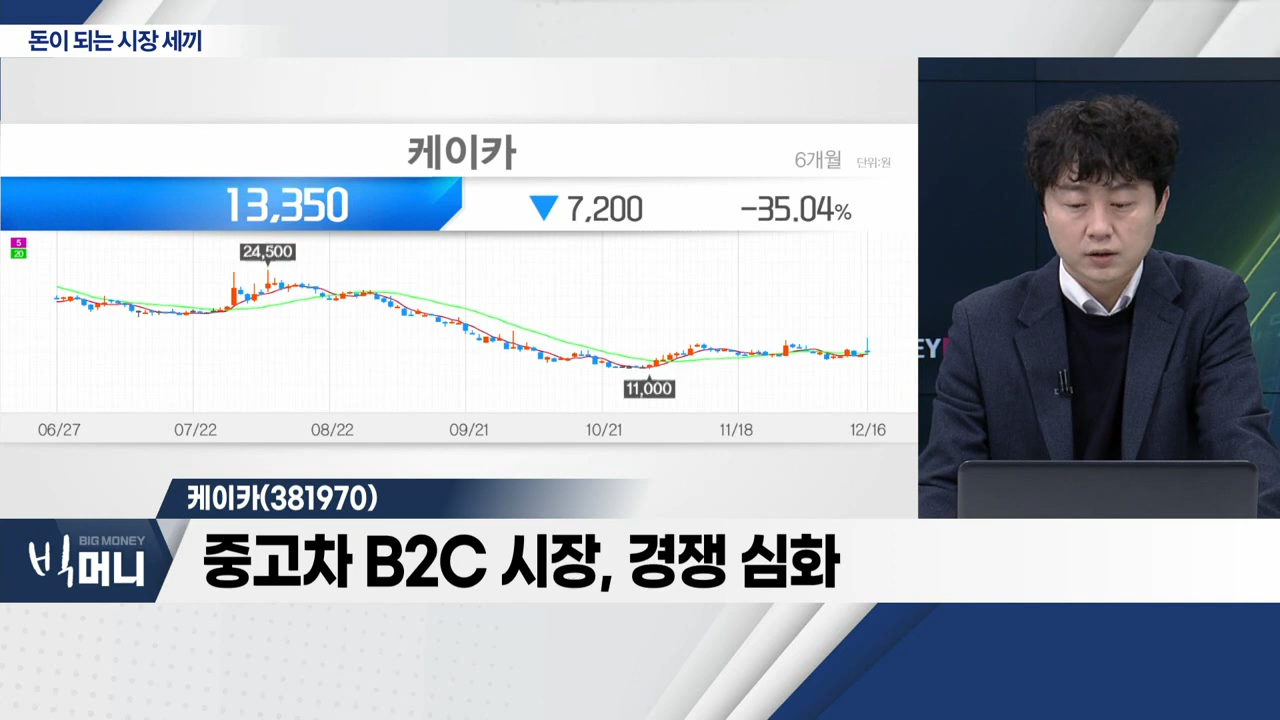 돈이 되는 시장 세끼
케이카
6개월 단위:원
13,350 ▼ 7,200 -35.04%
5
20
24,500
11,000
06/27 07/22 08/22 09/21 10/21 11/18 12/16
EY
케이카(381970)
BIG MONEY
빅머니
중고차 B2C 시장, 경쟁 심화